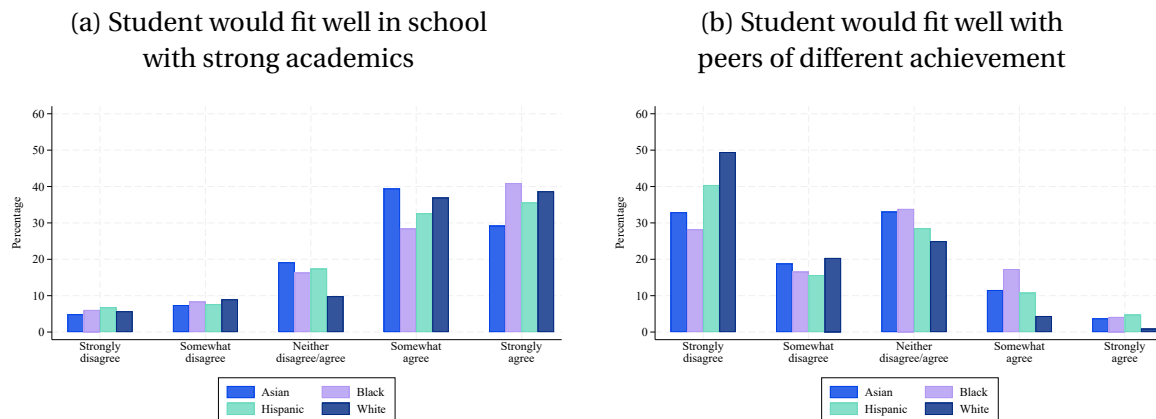 (a) Student would fit well in school
with strong academics
60
50
40
30
20
10
0
Percentage
Strongly
disagree
Somewhat
disagree
Neither
disagree/agree
Somewhat
agree
Strongly
agree
Asian
Black
Hispanic
White
(b) Student would fit well with
peers of different achievement
60
50
40
30
20
10
0
Percentage
Strongly
disagree
Somewhat
disagree
Neither
disagree/agree
Somewhat
agree
Strongly
agree
Asian
Black
Hispanic
White